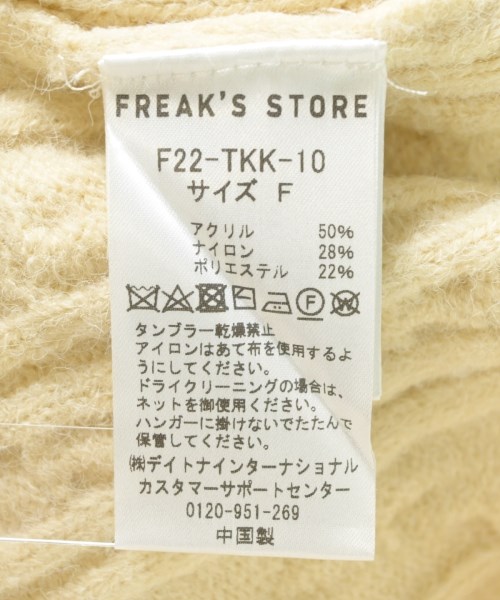 FREAK'S STORE
F22-TKK-10
サイズ F
アクリル 50%
ナイロン 28%
ポリエステル 22%
タンブラー乾燥禁止
アイロンはあて布を使用するよ
うにしてください。
ドライクリーニングの場合は、
ネットを御使用ください。
ハンガーに掛けないでたたんで
保管してください。
㈱デイトナインターナショナル
カスタマーサポートセンター
0120-951-269
中国製